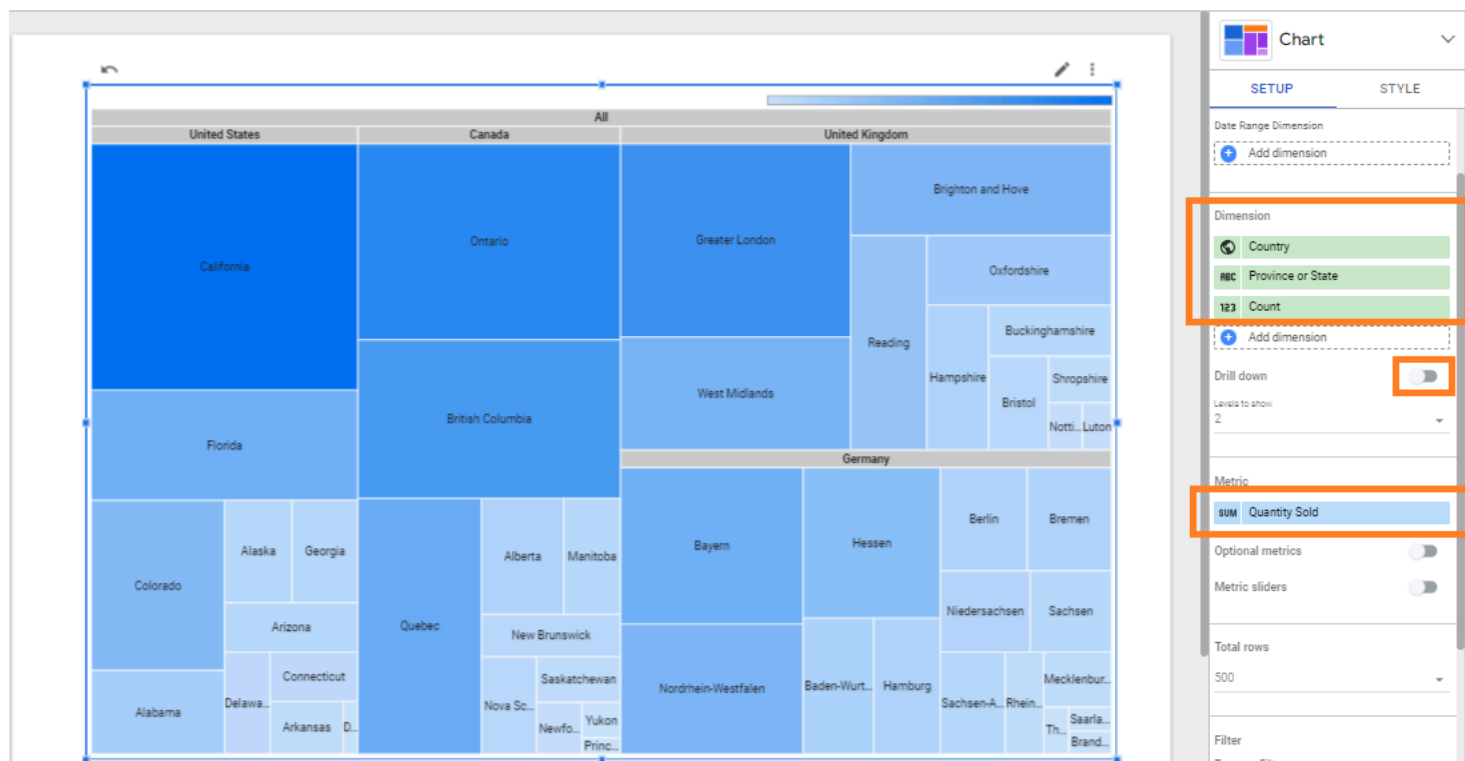 Chart
SETUP STYLE
All
United States Canada United Kingdom
California
Florida
Colorado
Alaska
Georgia
Arizona
Connecticut
Delawa...
Alabama
Arkansas
D...
Ontario
British Columbia
Quebec
Alberta
Manitoba
New Brunswick
Saskatchewan
Nova Sc...
Newfo...
Yukon
Princ...
Greater London
Brighton and Hove
West Midlands
Reading
Oxfordshire
Hampshire
Buckinghamshire
Bristol
Shropshire
Notti...
Luton
Germany
Bayern
Hessen
Berlin
Bremen
Niedersachsen
Sachsen
Nordrhein-Westfalen
Baden-Wurt...
Hamburg
Sachsen-A...
Rhein...
Mecklenbur...
Th...
Saarla...
Brand...
Date Range Dimension
Add dimension
Dimension
Country
ABC Province or State
123 Count
Add dimension
Drill down
Levels to show
2
Metric
SUM Quantity Sold
Optional metrics
Metric sliders
Total rows
500
Filter